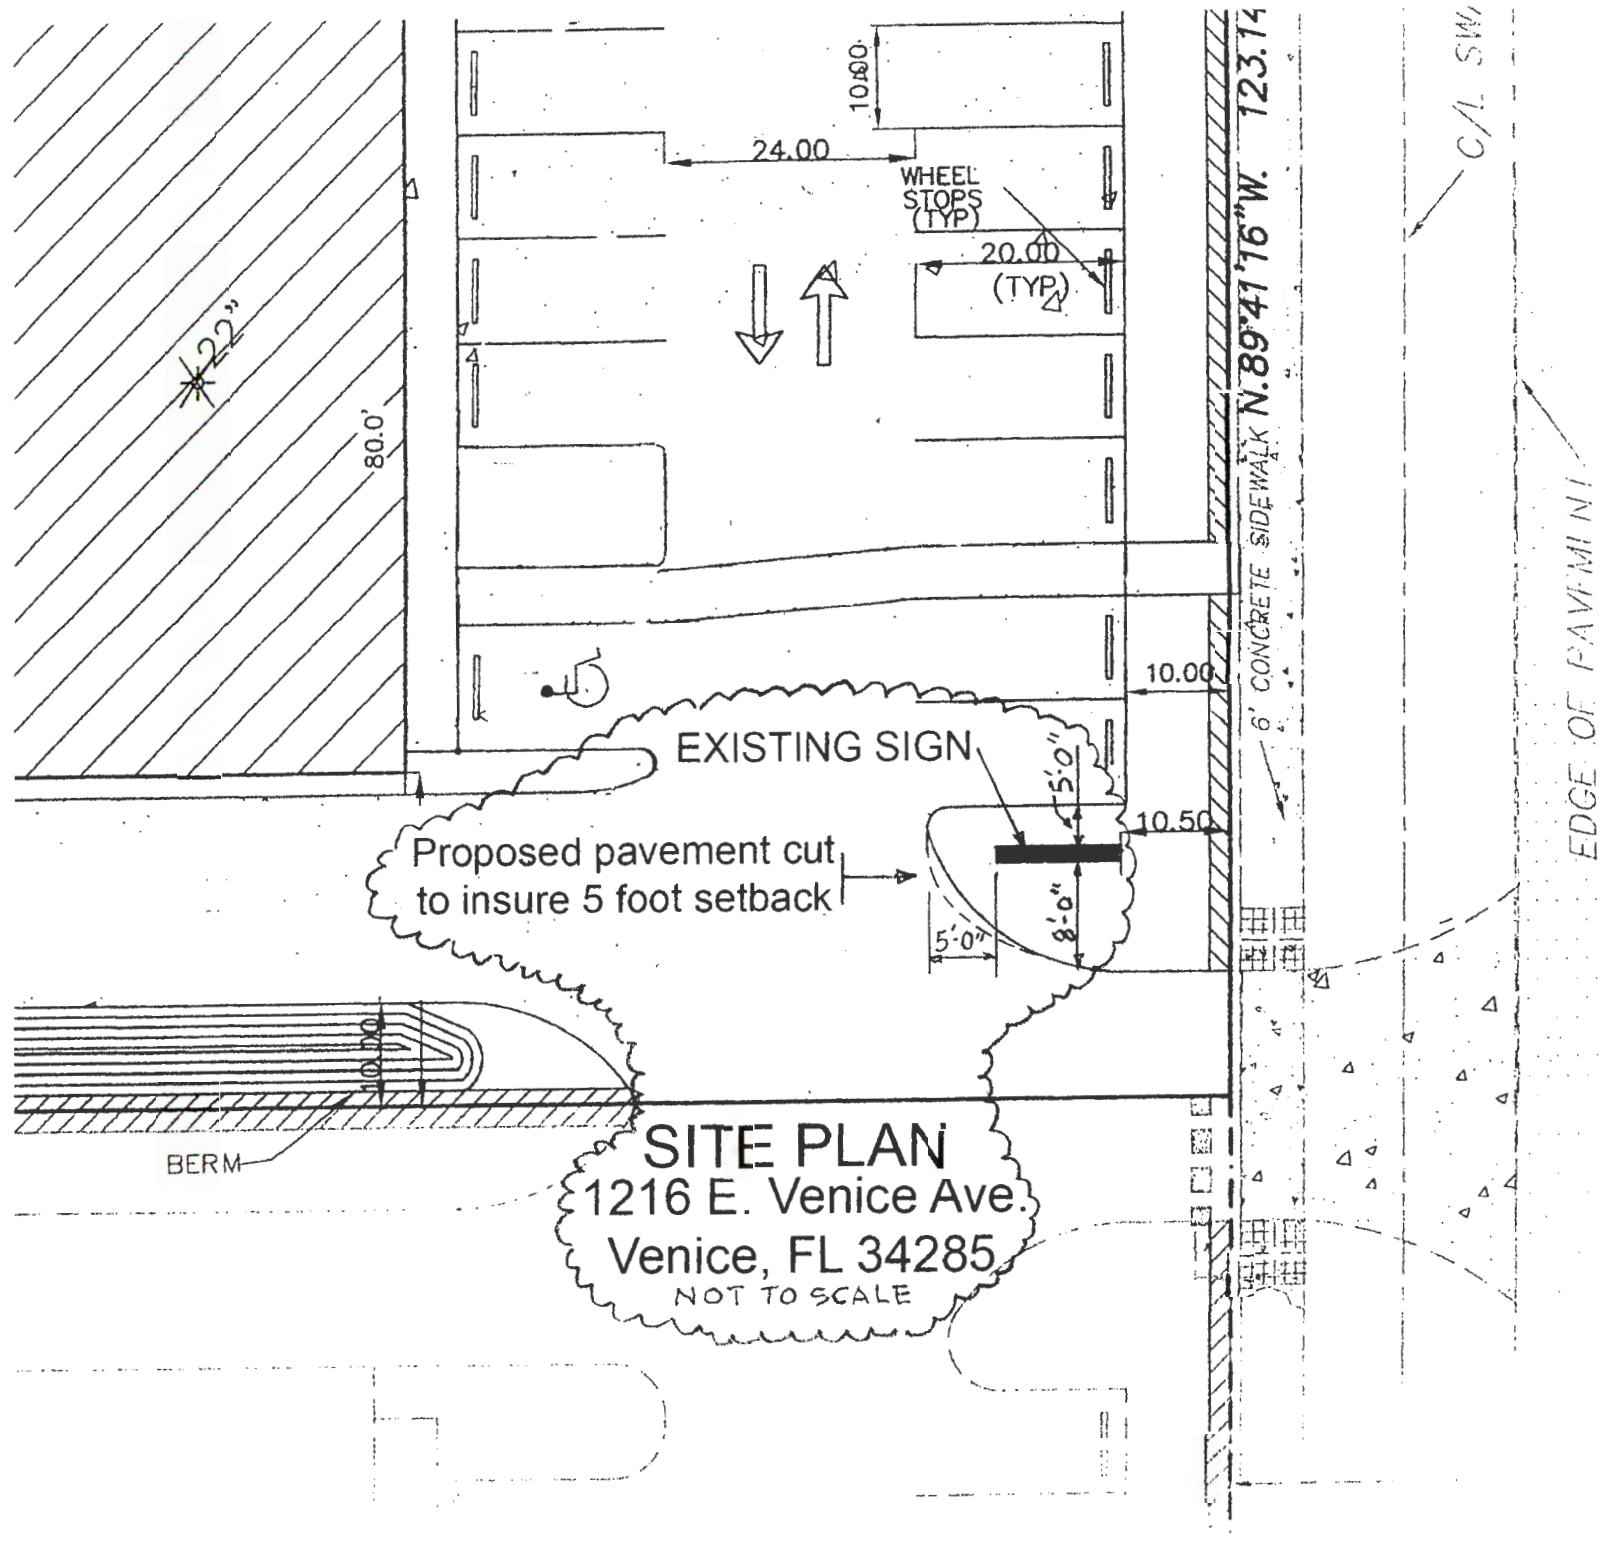 10.00
24.00
WHEEL
STOPS
(TYP)
20.00
(TYP)
22"
80.0'
N.89°41'16"W. 123.14
C/L SW
6' CONCRETE SIDEWALK
EDGE OF
10.00
EXISTING SIGN
5'-0"
10.50
Proposed pavement cut
to insure 5 foot setback
5'-0"
8'-0"
10.00
BERM
SITE PLAN
1216 E. Venice Ave.
Venice, FL 34285
NOT TO SCALE